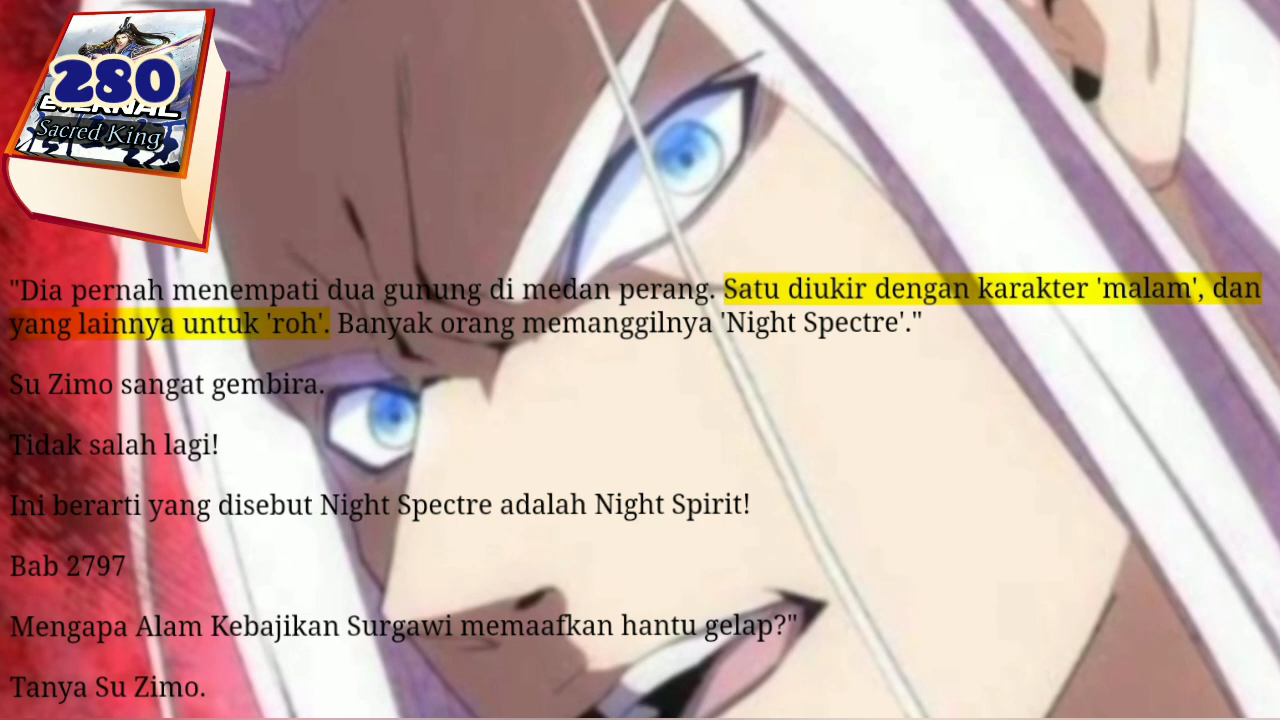 280
ETERNAL
Sacred King
"Dia pernah menempati dua gunung di medan perang. Satu diukir dengan karakter 'malam', dan
yang lainnya untuk 'roh'. Banyak orang memanggilnya 'Night Spectre'."
Su Zimo sangat gembira.
Tidak salah lagi!
Ini berarti yang disebut Night Spectre adalah Night Spirit!
Bab 2797
Mengapa Alam Kebajikan Surgawi memaafkan hantu gelap?"
Tanya Su Zimo.